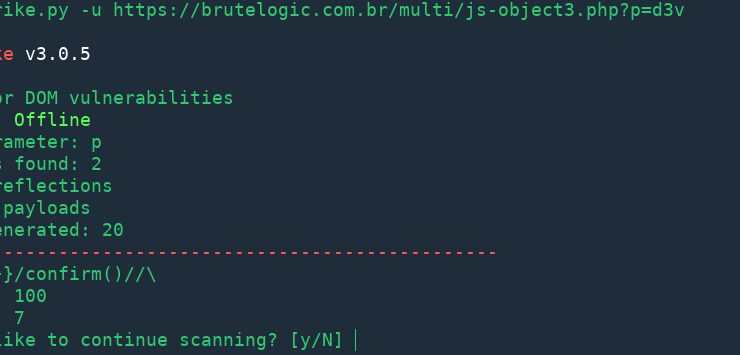 rike.py -u https://brutelogic.com.br/multi/js-object3.php?p=d3v
ke v3.0.5
or DOM vulnerabilities
Offline
rameter: p
s found: 2
reflections
payloads
enerated: 20
----------------------------------------------
}/confirm()//\
100
7
like to continue scanning? [y/N]